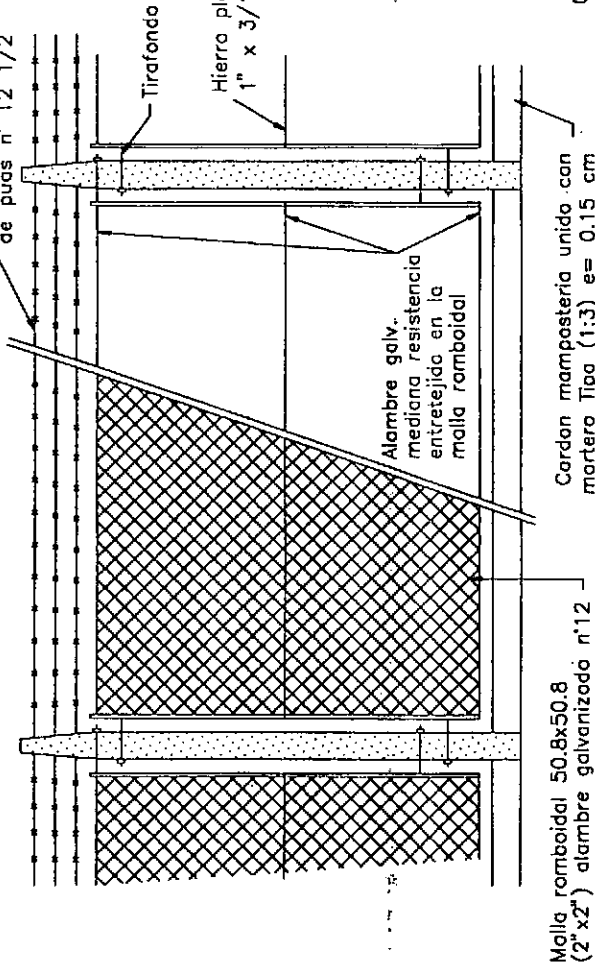 de puas n° 12 1/2
Tirafondo
Hierro pl
1" x 3/
Alambre galv.
mediana resistencia
entretejido en la
malla romboidal
Cordon mamposteria unido con
mortero Tipo (1:3) e= 0.15 cm
Malla romboidal 50.8x50.8
(2"x2") alambre galvanizado n°12